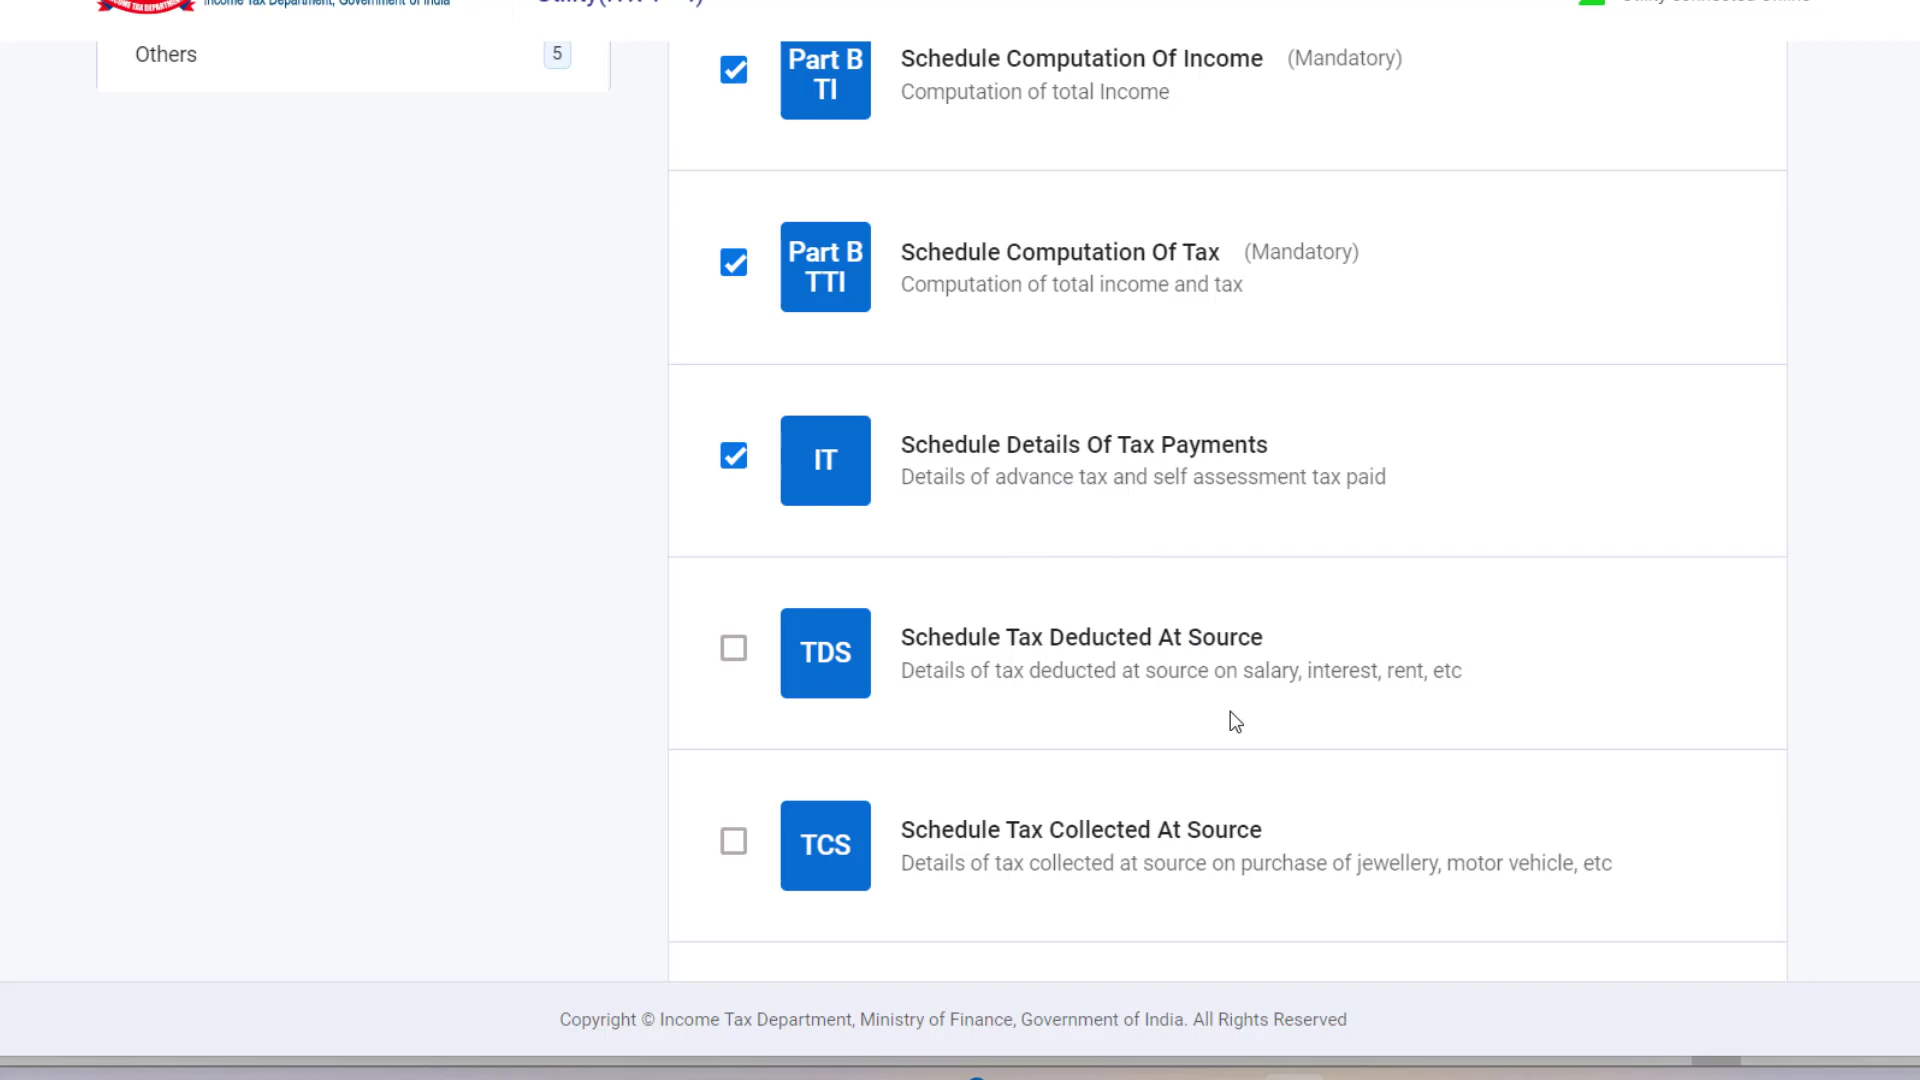 Income Tax Department, Government of India
Others
5
Part B
TI
Schedule Computation Of Income (Mandatory)
Computation of total Income
Part B
TTI
Schedule Computation Of Tax (Mandatory)
Computation of total income and tax
IT
Schedule Details Of Tax Payments
Details of advance tax and self assessment tax paid
TDS
Schedule Tax Deducted At Source
Details of tax deducted at source on salary, interest, rent, etc
TCS
Schedule Tax Collected At Source
Details of tax collected at source on purchase of jewellery, motor vehicle, etc
Copyright © Income Tax Department, Ministry of Finance, Government of India. All Rights Reserved